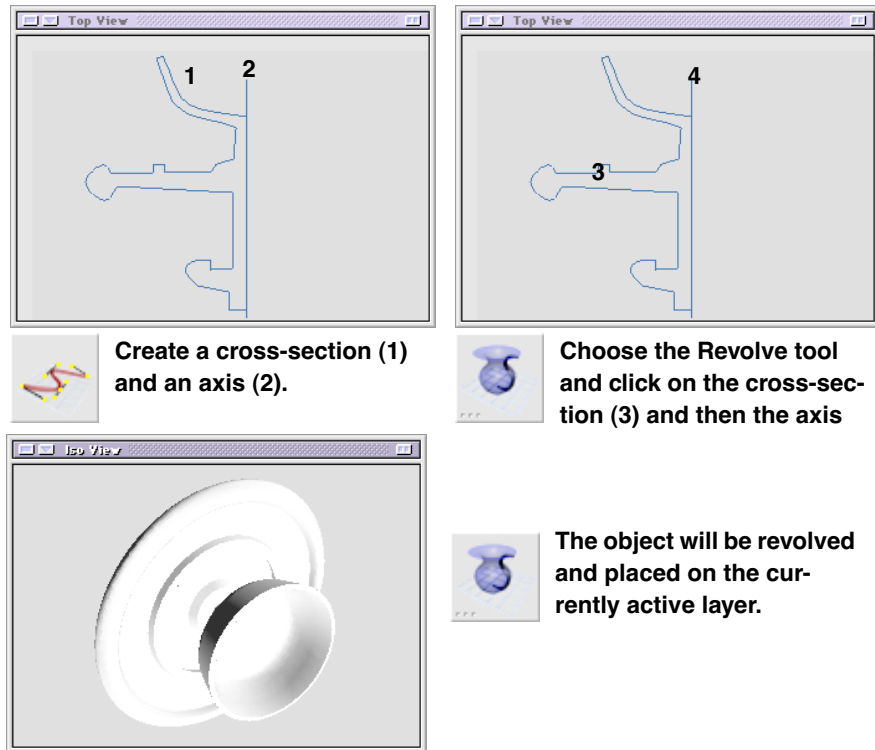 Top View
Top View
1
2
3
4
Create a cross-section (1)
and an axis (2).
Choose the Revolve tool
and click on the cross-sec-
tion (3) and then the axis
Iso View
The object will be revolved
and placed on the cur-
rently active layer.